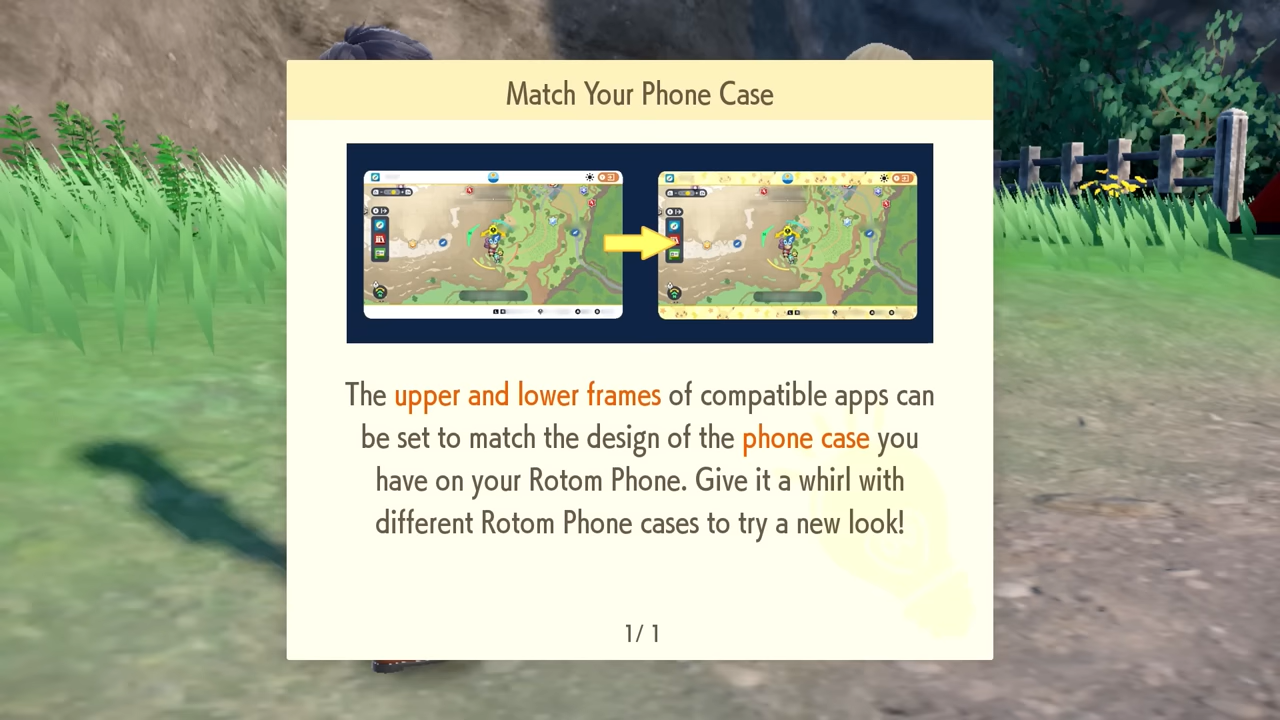 Match Your Phone Case
The upper and lower frames of compatible apps can
be set to match the design of the phone case you
have on your Rotom Phone. Give it a whirl with
different Rotom Phone cases to try a new look!
1/ 1